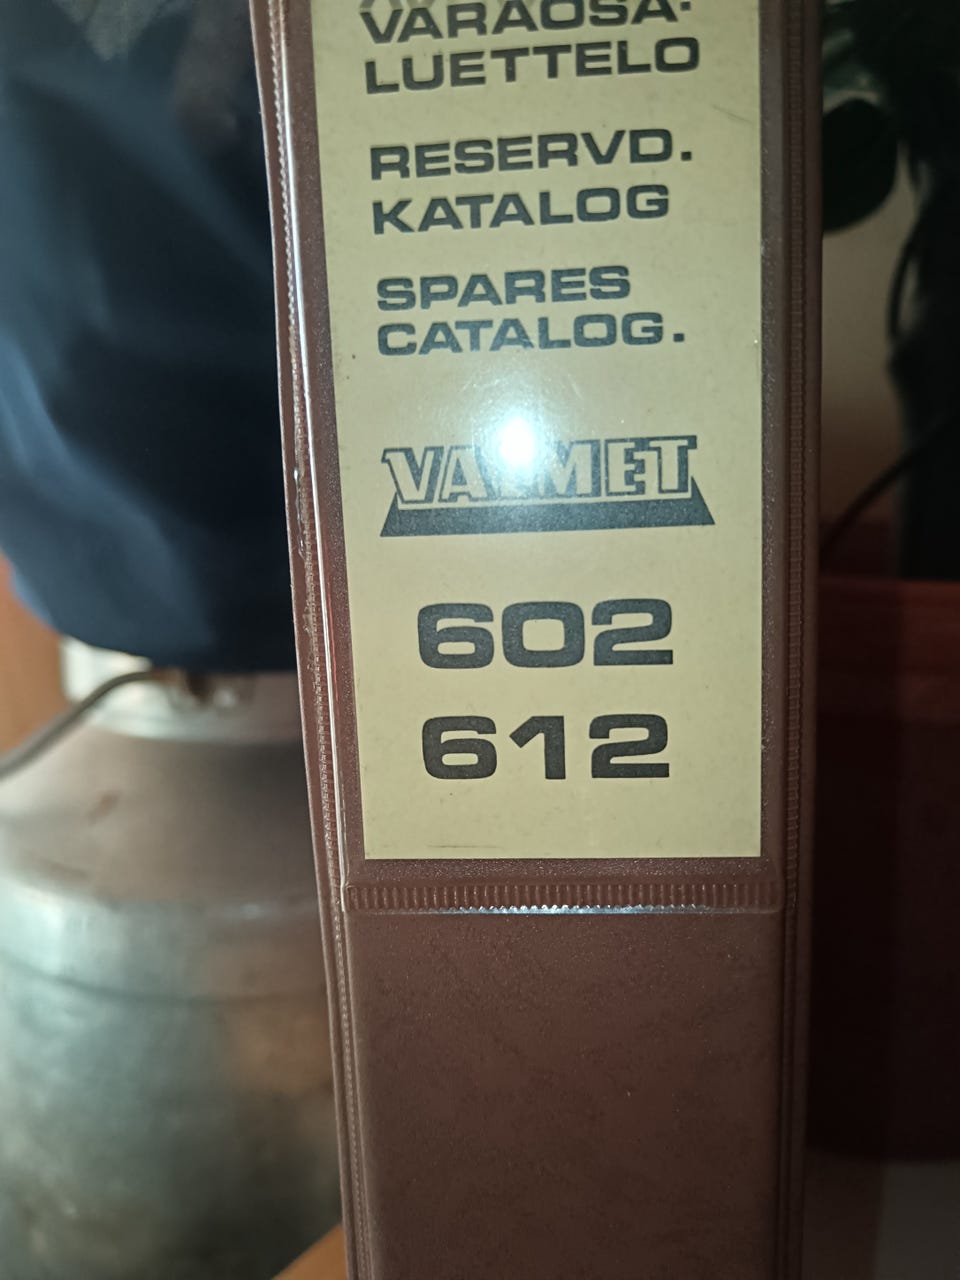 VARAOSA-
LUETTELO
RESERVD.
KATALOG
SPARES
CATALOG.
VALMET
602
612